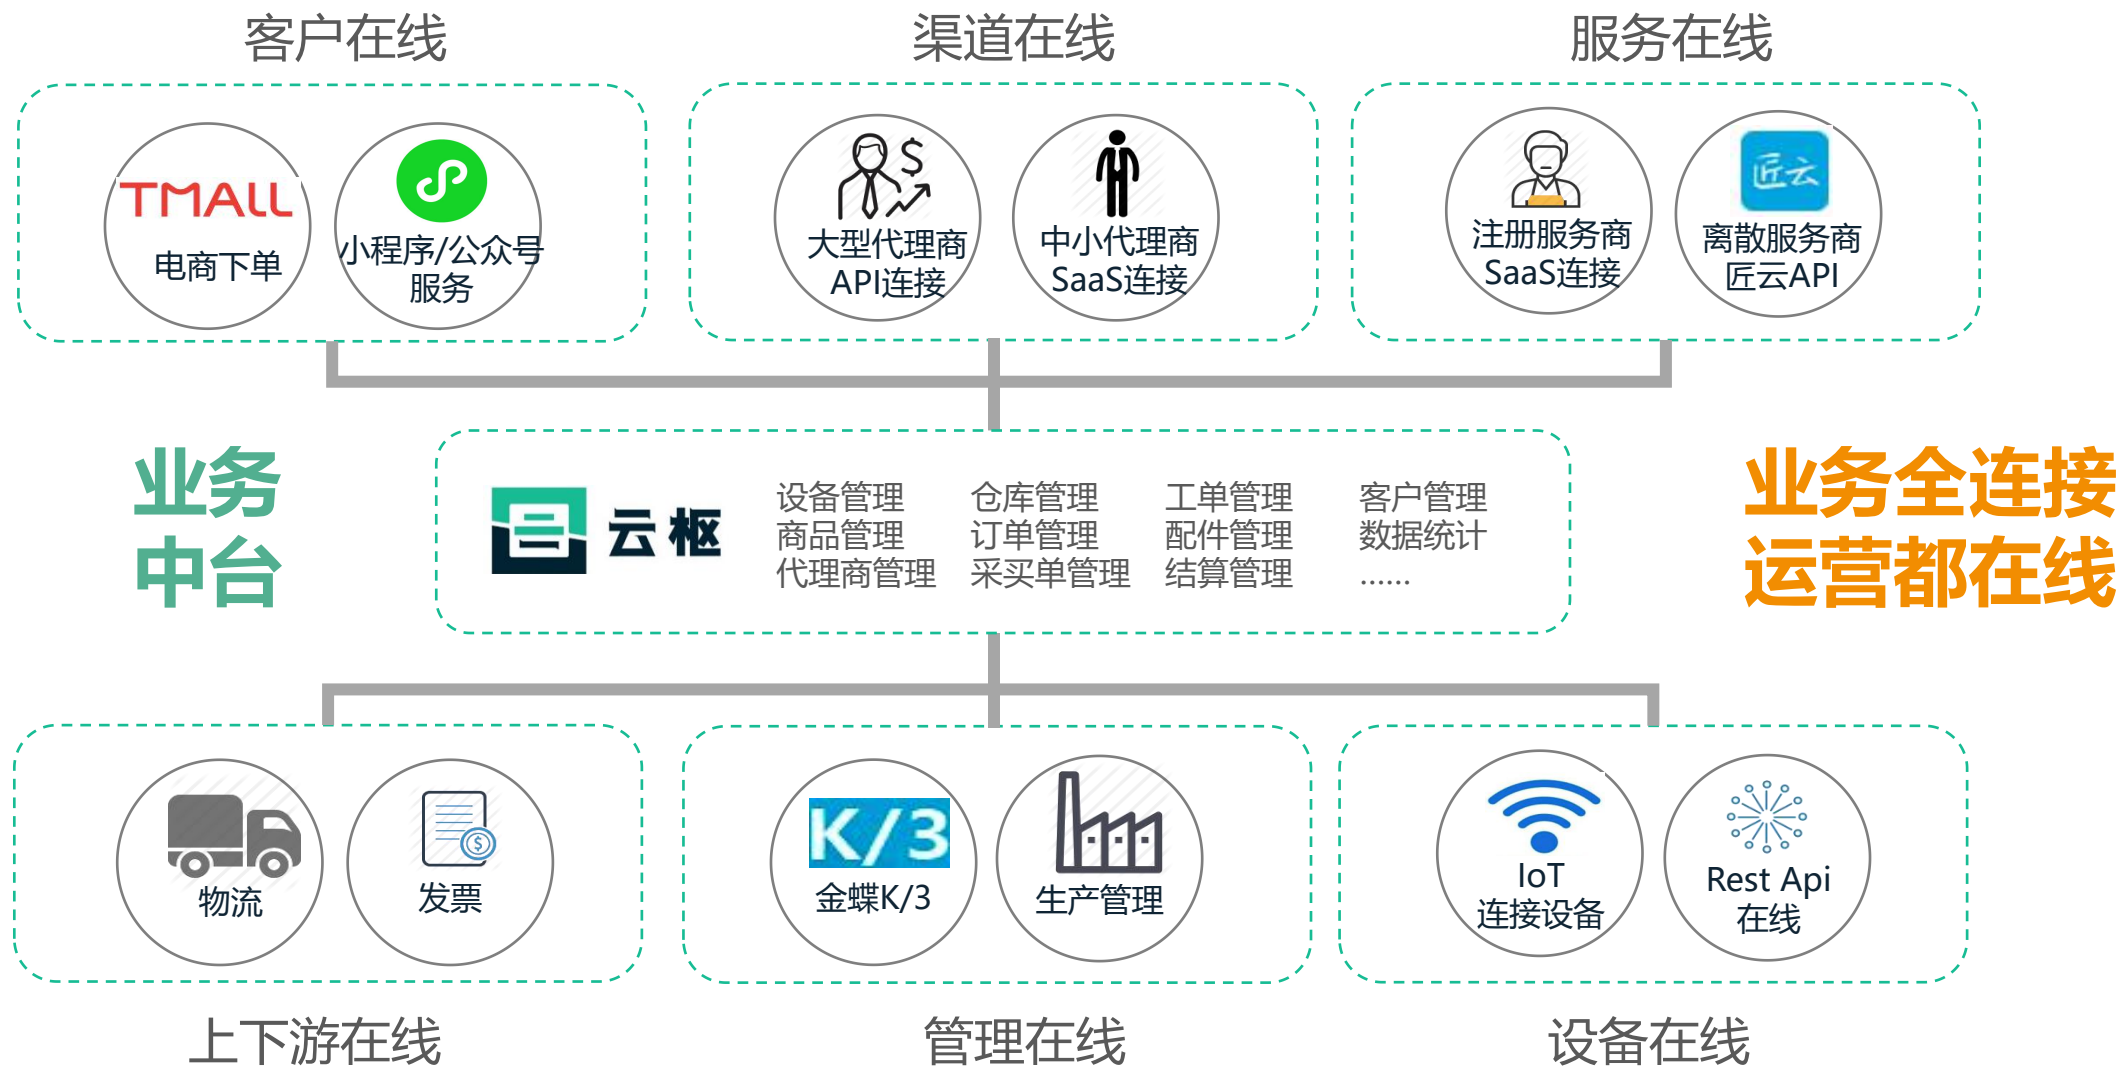 客户在线
渠道在线
服务在线
TMALL
电商下单
小程序/公众号
服务
大型代理商
API连接
中小代理商
SaaS连接
注册服务商
SaaS连接
匠云
离散服务商
匠云API
业务
中台
云枢
设备管理 仓库管理 工单管理 客户管理
商品管理 订单管理 配件管理 数据统计
代理商管理 采买单管理 结算管理 ......
业务全连接
运营都在线
物流
$
发票
K/3
金蝶K/3
生产管理
IoT
连接设备
Rest Api
在线
上下游在线
管理在线
设备在线